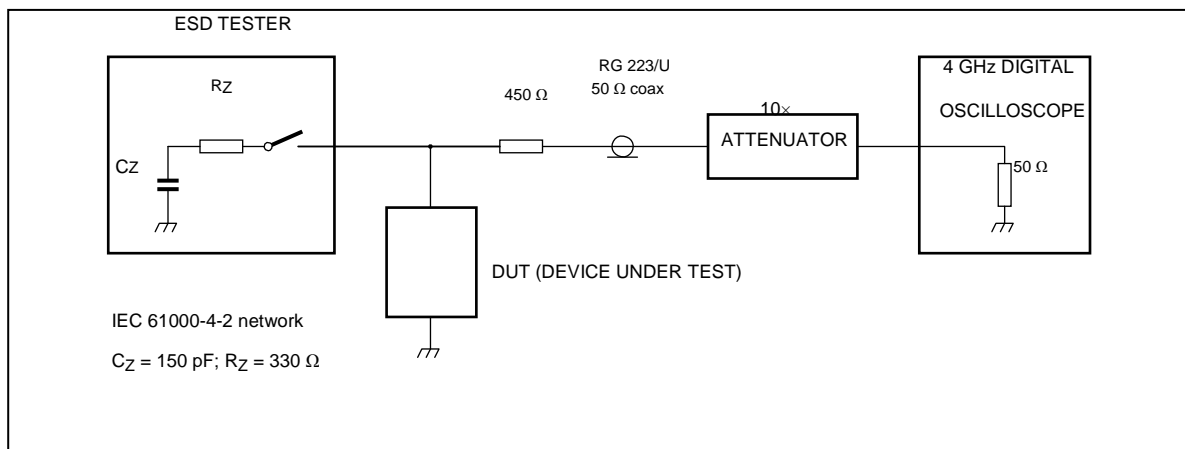 ESD TESTER
RZ
CZ
450 Ω
RG 223/U
50 Ω coax
10×
ATTENUATOR
4 GHz DIGITAL
OSCILLOSCOPE
50 Ω
DUT (DEVICE UNDER TEST)
IEC 61000-4-2 network
CZ = 150 pF; RZ = 330 Ω